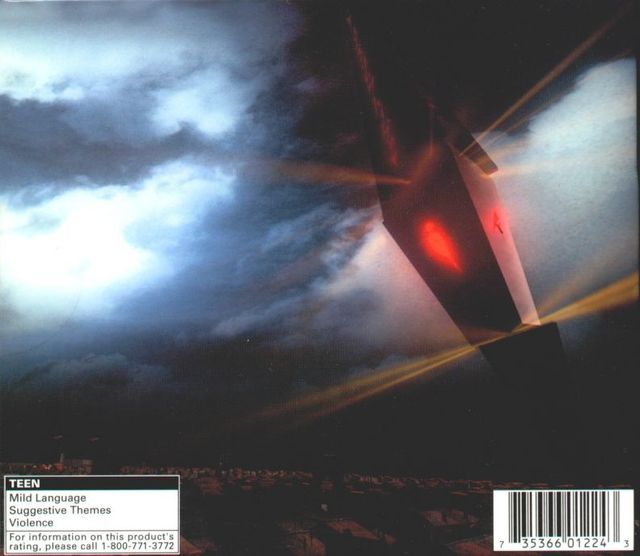 TEEN
Mild Language
Suggestive Themes
Violence
For information on this product's
rating, please call 1-800-771-3772
7 35366 01224 3